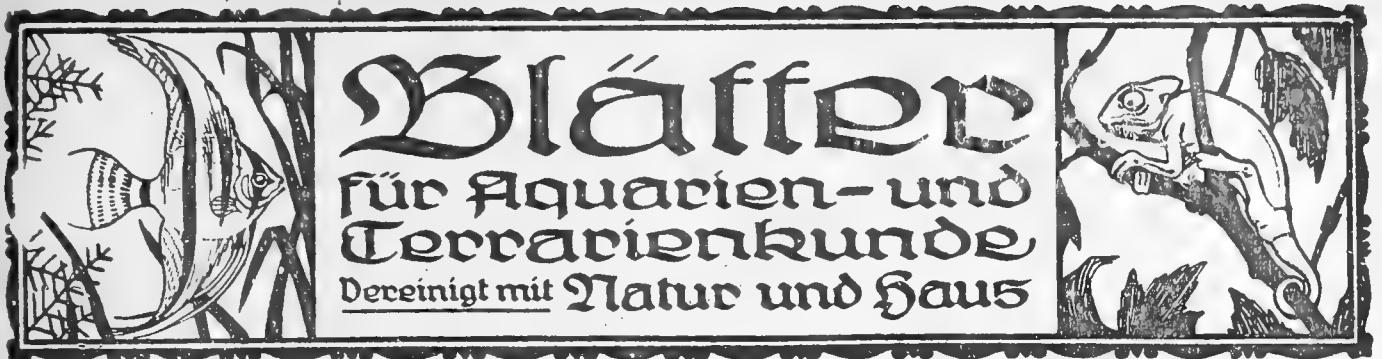 Blätter
für Aquarien- und
Terrarienkunde
Vereinigt mit Natur und Haus